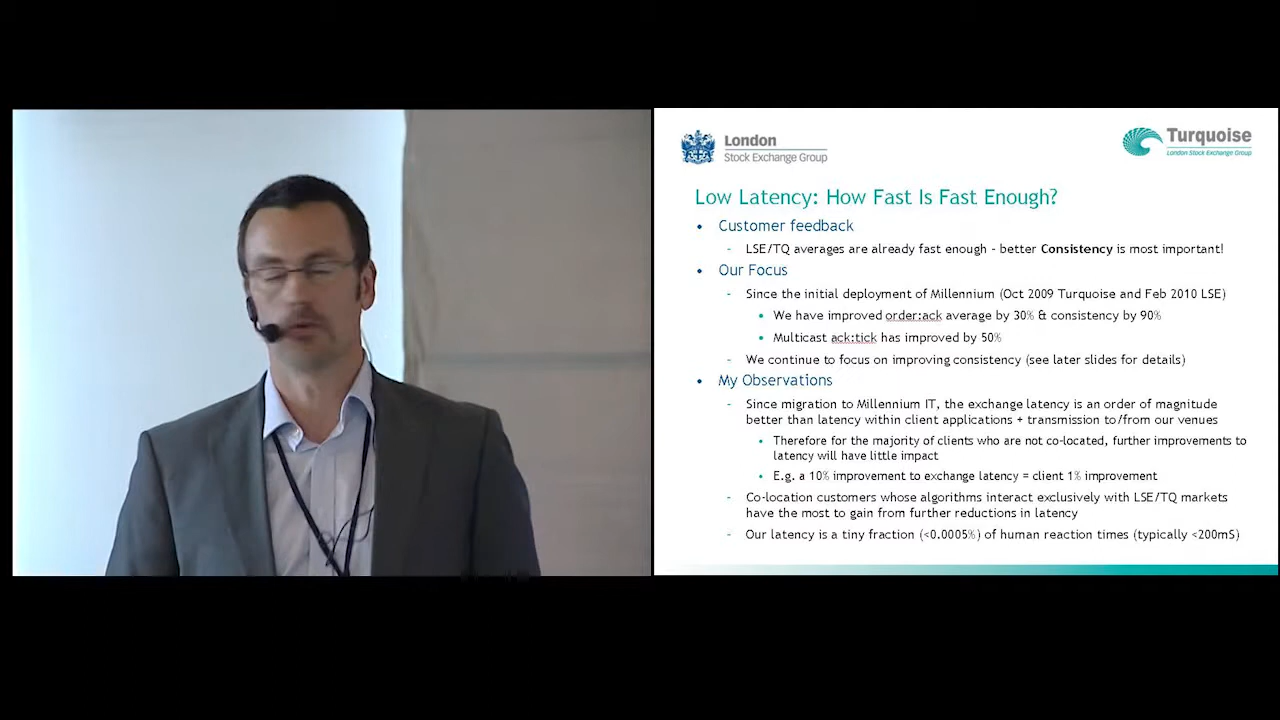 London
Stock Exchange Group
Turquoise
London Stock Exchange Group
Low Latency: How Fast Is Fast Enough?
• Customer feedback
- LSE/TQ averages are already fast enough - better Consistency is most important!
• Our Focus
- Since the initial deployment of Millennium (Oct 2009 Turquoise and Feb 2010 LSE)
• We have improved order:ack average by 30% & consistency by 90%
• Multicast ack:tick has improved by 50%
- We continue to focus on improving consistency (see later slides for details)
• My Observations
- Since migration to Millennium IT, the exchange latency is an order of magnitude
better than latency within client applications + transmission to/from our venues
• Therefore for the majority of clients who are not co-located, further improvements to
latency will have little impact
• E.g. a 10% improvement to exchange latency = client 1% improvement
- Co-location customers whose algorithms interact exclusively with LSE/TQ markets
have the most to gain from further reductions in latency
- Our latency is a tiny fraction (<0.0005%) of human reaction times (typically <200mS)